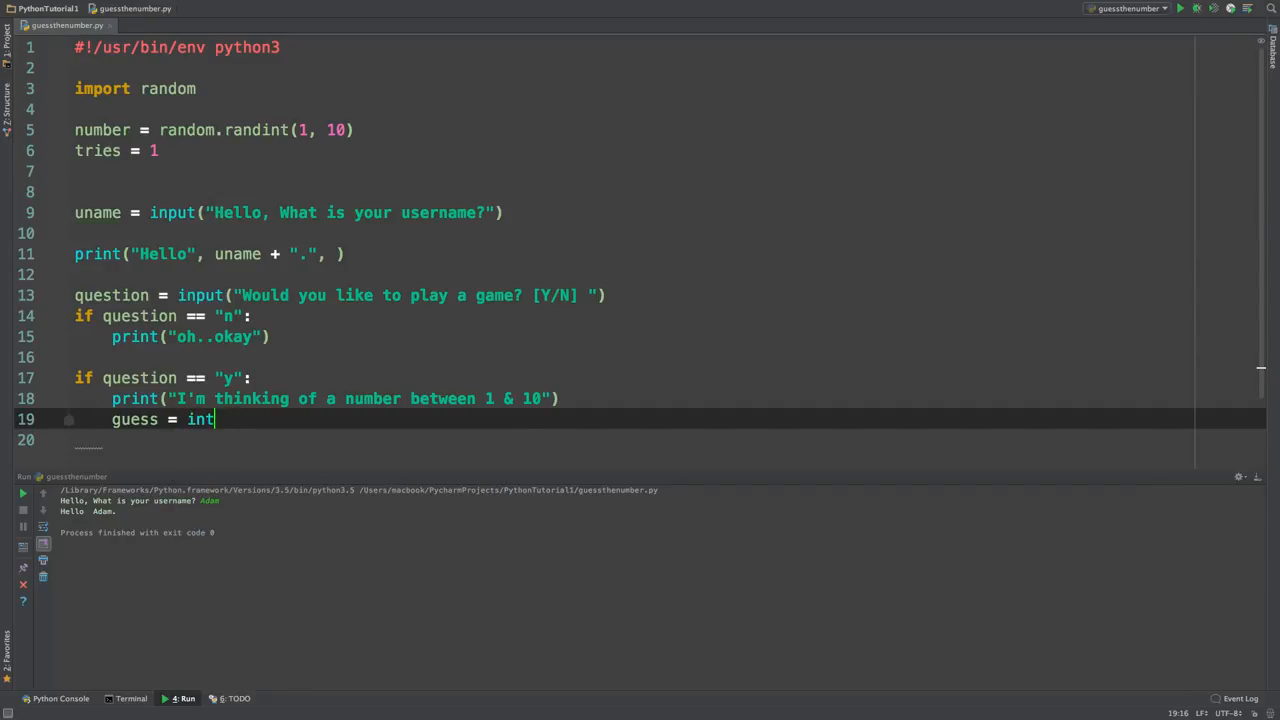 PythonTutorial1 guessthenumber.py guessthenumber
guessthenumber.py
1 #!/usr/bin/env python3
2
3 import random
4
5 number = random.randint(1, 10)
6 tries = 1
7
8
9 uname = input("Hello, What is your username?")
10
11 print("Hello", uname + ".", )
12
13 question = input("Would you like to play a game? [Y/N] ")
14 if question == "n":
15     print("oh..okay")
16
17 if question == "y":
18     print("I'm thinking of a number between 1 & 10")
19     guess = int
20
1: Project
Z: Structure
2: Favorites
Database
Run guessthenumber
/Library/Frameworks/Python.framework/Versions/3.5/bin/python3.5 /Users/macbook/PycharmProjects/PythonTutorial1/guessthenumber.py
Hello, What is your username? Adam
Hello  Adam.
Process finished with exit code 0
Python Console Terminal 4: Run 6: TODO Event Log
19:16 LF÷ UTF-8÷